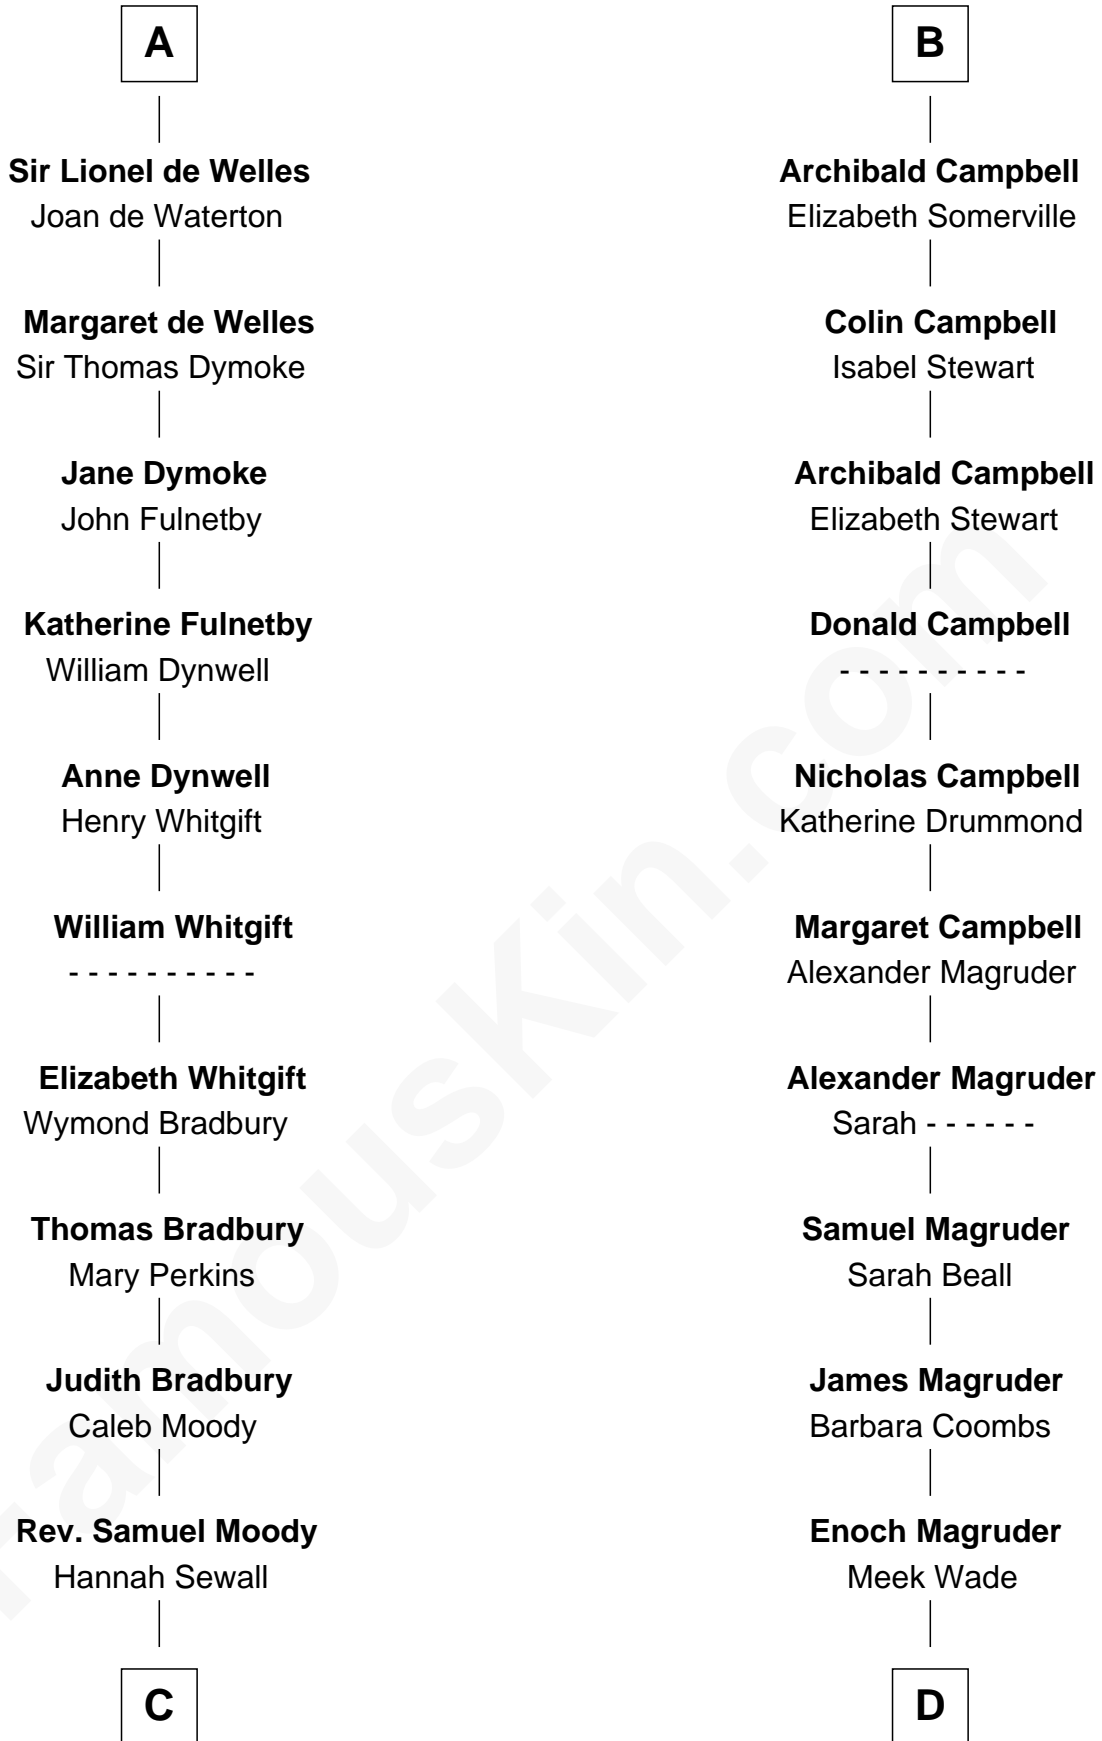 A
Sir Lionel de Welles
Joan de Waterton
Margaret de Welles
Sir Thomas Dymoke
Jane Dymoke
John Fulnetby
Katherine Fulnetby
William Dynwell
Anne Dynwell
Henry Whitgift
William Whitgift
- - - - - - - - - -
Elizabeth Whitgift
Wymond Bradbury
Thomas Bradbury
Mary Perkins
Judith Bradbury
Caleb Moody
Rev. Samuel Moody
Hannah Sewall
C
B
Archibald Campbell
Elizabeth Somerville
Colin Campbell
Isabel Stewart
Archibald Campbell
Elizabeth Stewart
Donald Campbell
- - - - - - - - - -
Nicholas Campbell
Katherine Drummond
Margaret Campbell
Alexander Magruder
Alexander Magruder
Sarah - - - - - -
Samuel Magruder
Sarah Beall
James Magruder
Barbara Coombs
Enoch Magruder
Meek Wade
D
FamousKin.com